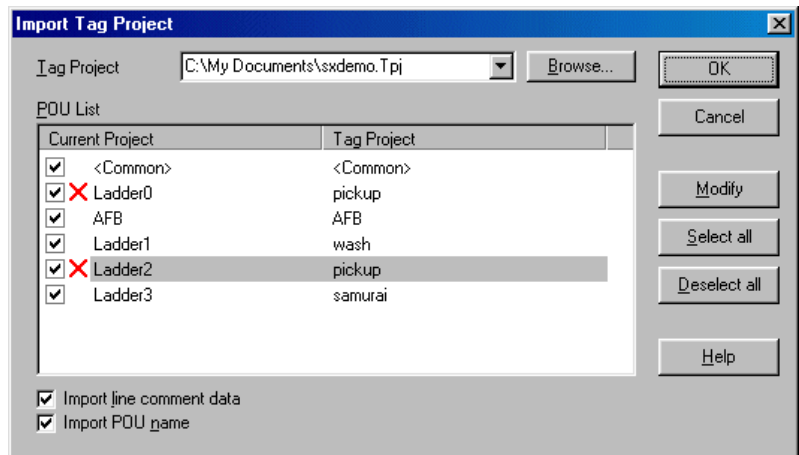 Import Tag Project
Tag Project C:\My Documents\sxdemo.Tpj Browse... OK
POU List Cancel
Current Project Tag Project
<Common> <Common>
Ladder0 pickup Modify
AFB AFB
Ladder1 wash Select all
Ladder2 pickup
Ladder3 samurai Deselect all
Help
Import line comment data
Import POU name